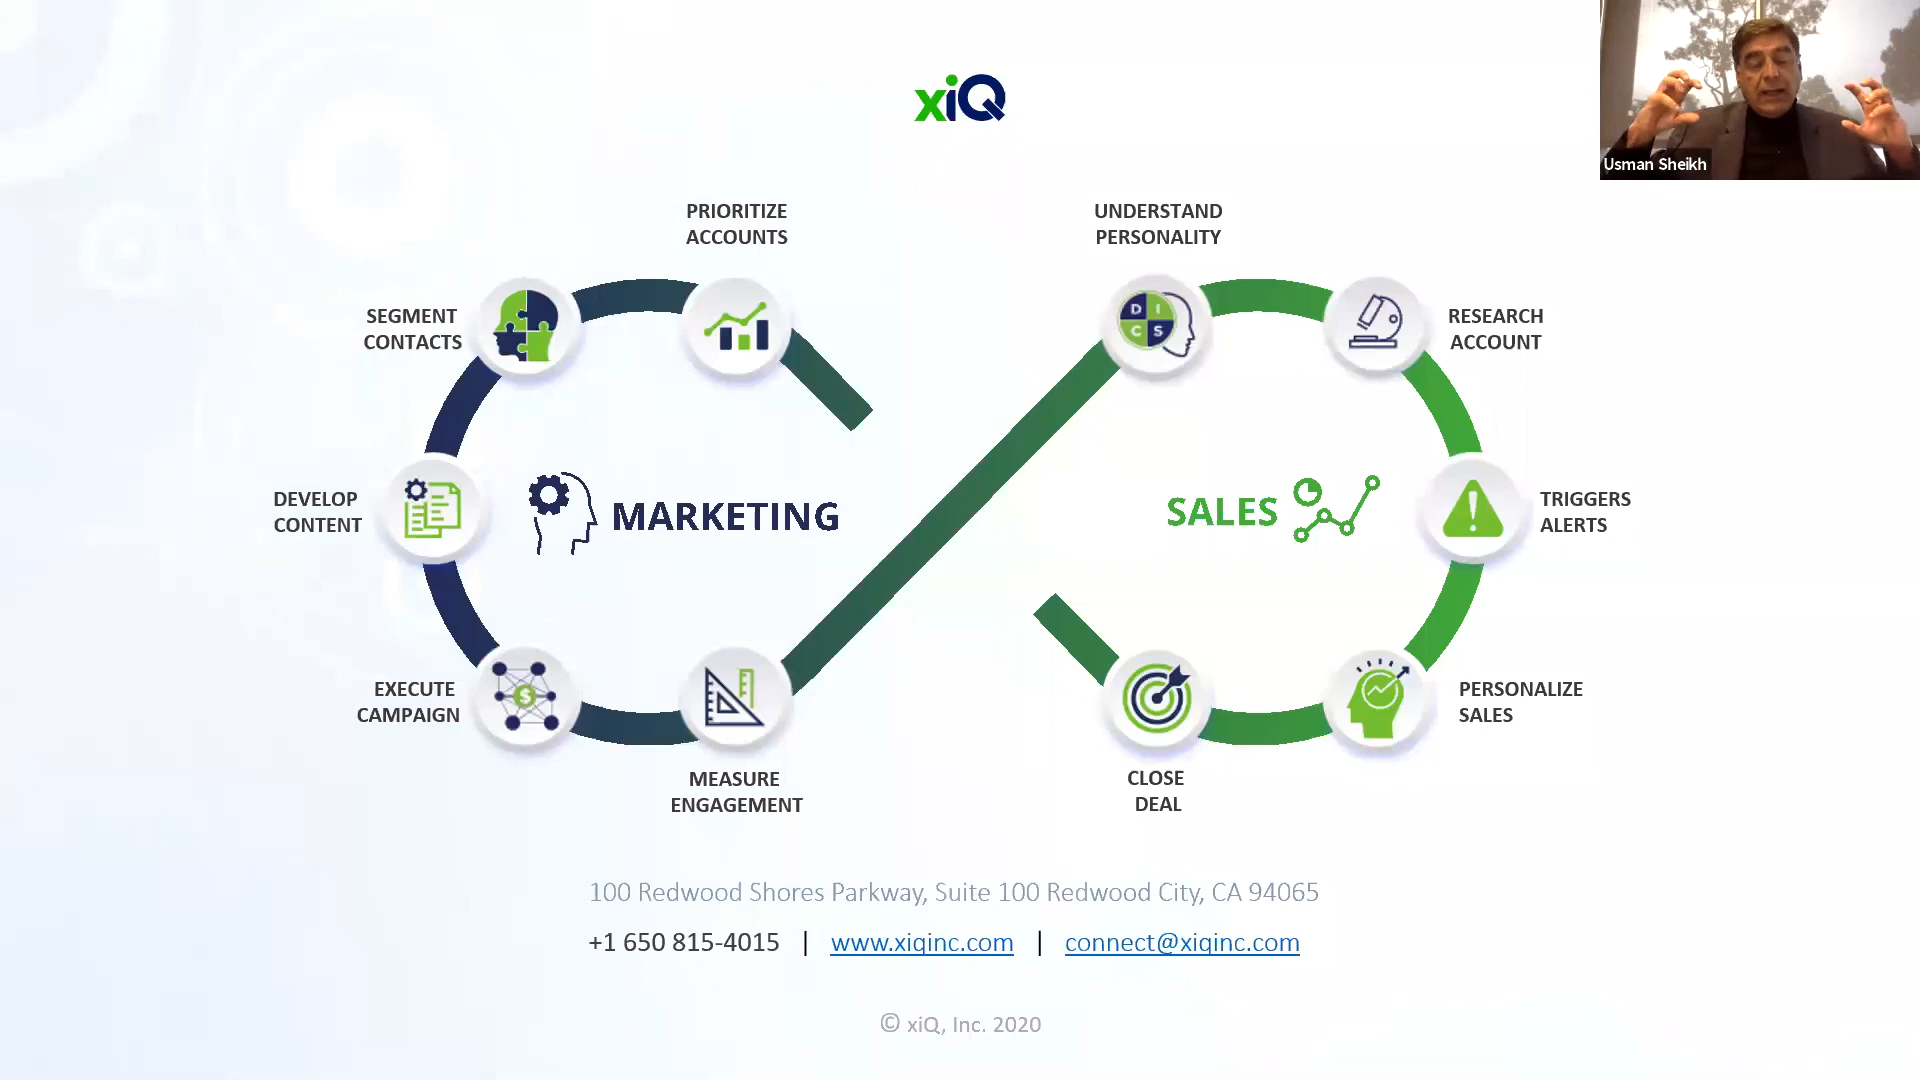 xiQ
Usman Sheikh
PRIORITIZE
ACCOUNTS
UNDERSTAND
PERSONALITY
SEGMENT
CONTACTS
D I
C S
RESEARCH
ACCOUNT
DEVELOP
CONTENT
MARKETING
SALES
TRIGGERS
ALERTS
EXECUTE
CAMPAIGN
$
PERSONALIZE
SALES
MEASURE
ENGAGEMENT
CLOSE
DEAL
100 Redwood Shores Parkway, Suite 100 Redwood City, CA 94065
+1 650 815-4015 | www.xiqinc.com | connect@xiqinc.com
© xiQ, Inc. 2020